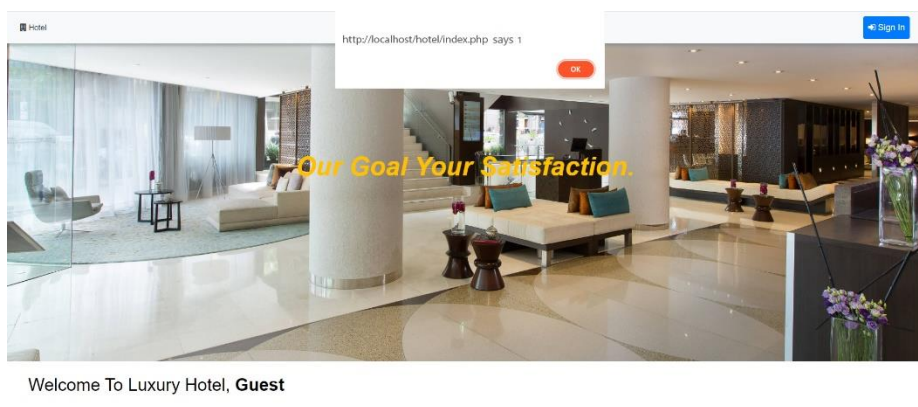 Hotel
http://localhost/hotel/index.php says 1
OK
Sign In
Our Goal Your Satisfaction.
Welcome To Luxury Hotel, Guest